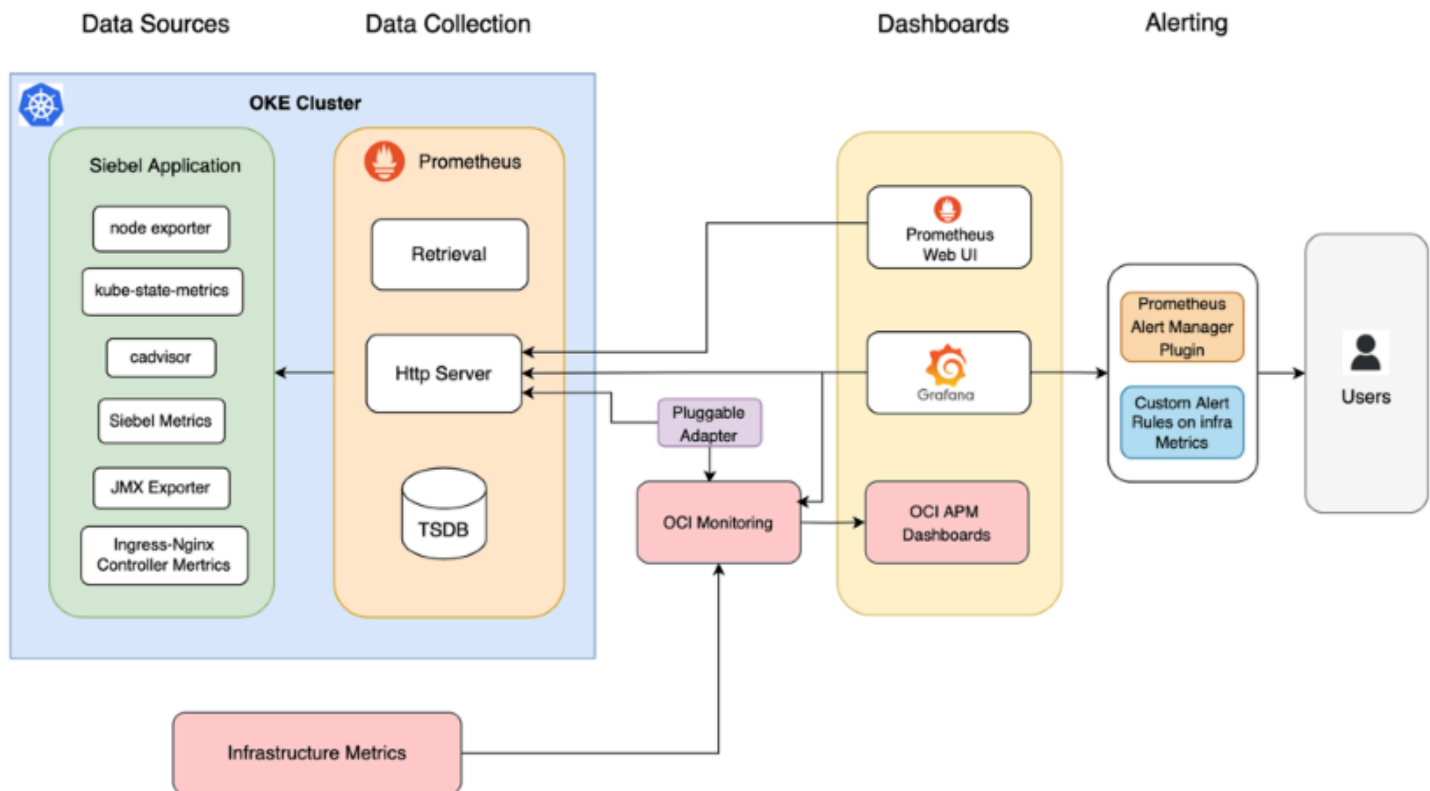 Data Sources
Data Collection
Dashboards
Alerting
OKE Cluster
Siebel Application
node exporter
kube-state-metrics
cadvisor
Siebel Metrics
JMX Exporter
Ingress-Nginx
Controller Mertrics
Prometheus
Retrieval
Http Server
TSDB
Pluggable
Adapter
OCI Monitoring
Prometheus
Web UI
Grafana
OCI APM
Dashboards
Prometheus
Alert Manager
Plugin
Custom Alert
Rules on infra
Metrics
Users
Infrastructure Metrics